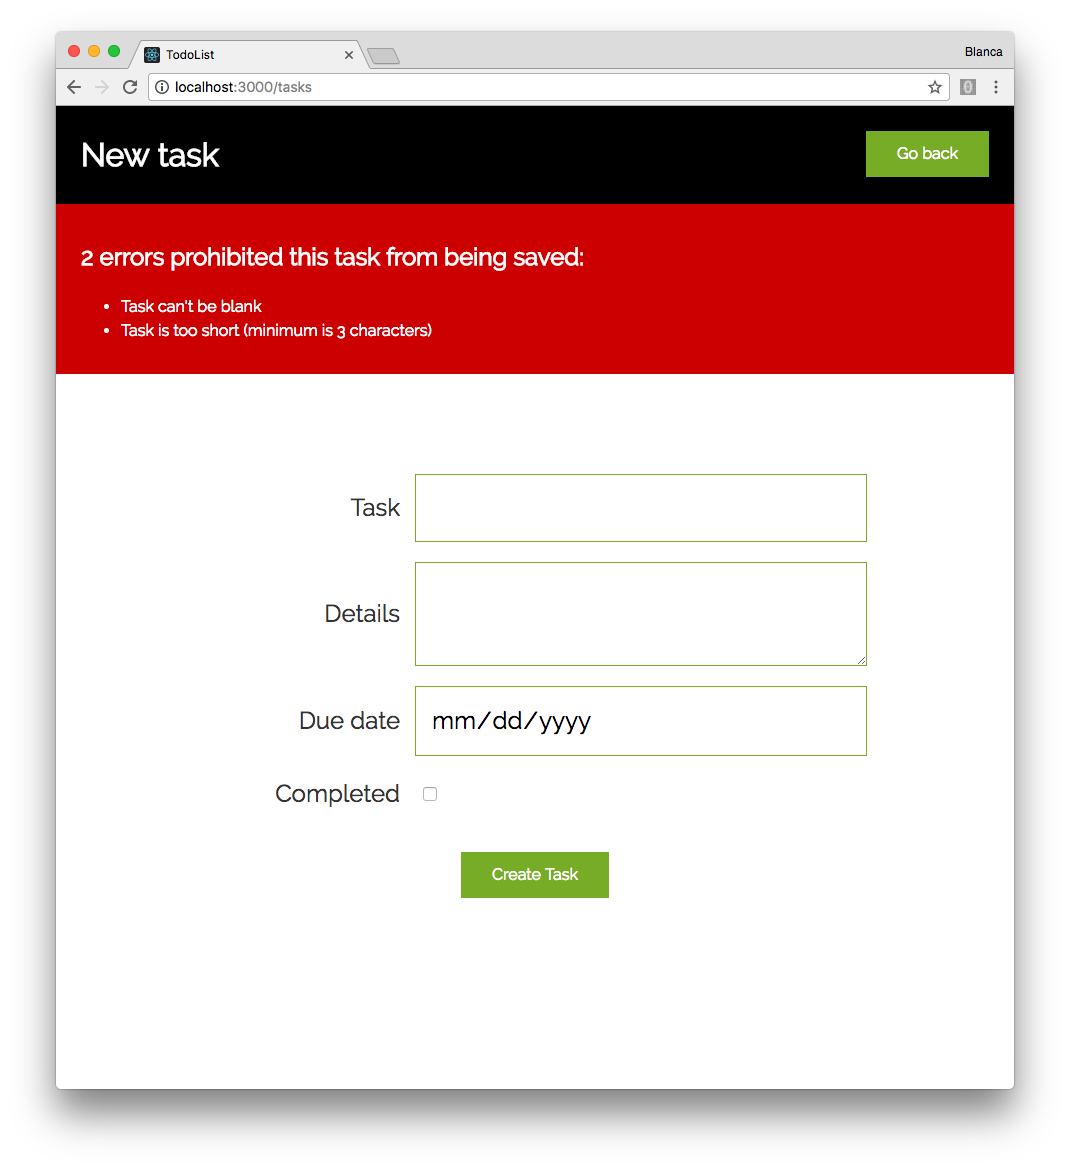 TodoList
Blanca
localhost:3000/tasks
New task
Go back
2 errors prohibited this task from being saved:
Task can't be blank
Task is too short (minimum is 3 characters)
Task
Details
Due date
mm/dd/yyyy
Completed
Create Task